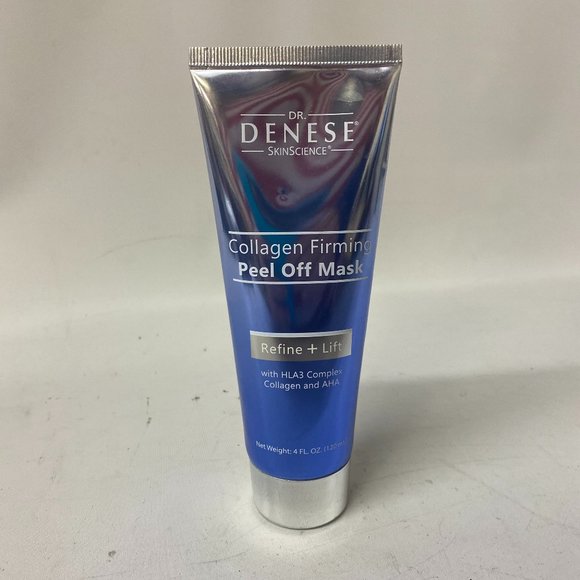 DR.
DENESE®
SKINSCIENCE®
Collagen Firming
Peel Off Mask
Refine + Lift
with HLA3 Complex
Collagen and AHA
Net Weight: 4 FL. OZ. (120